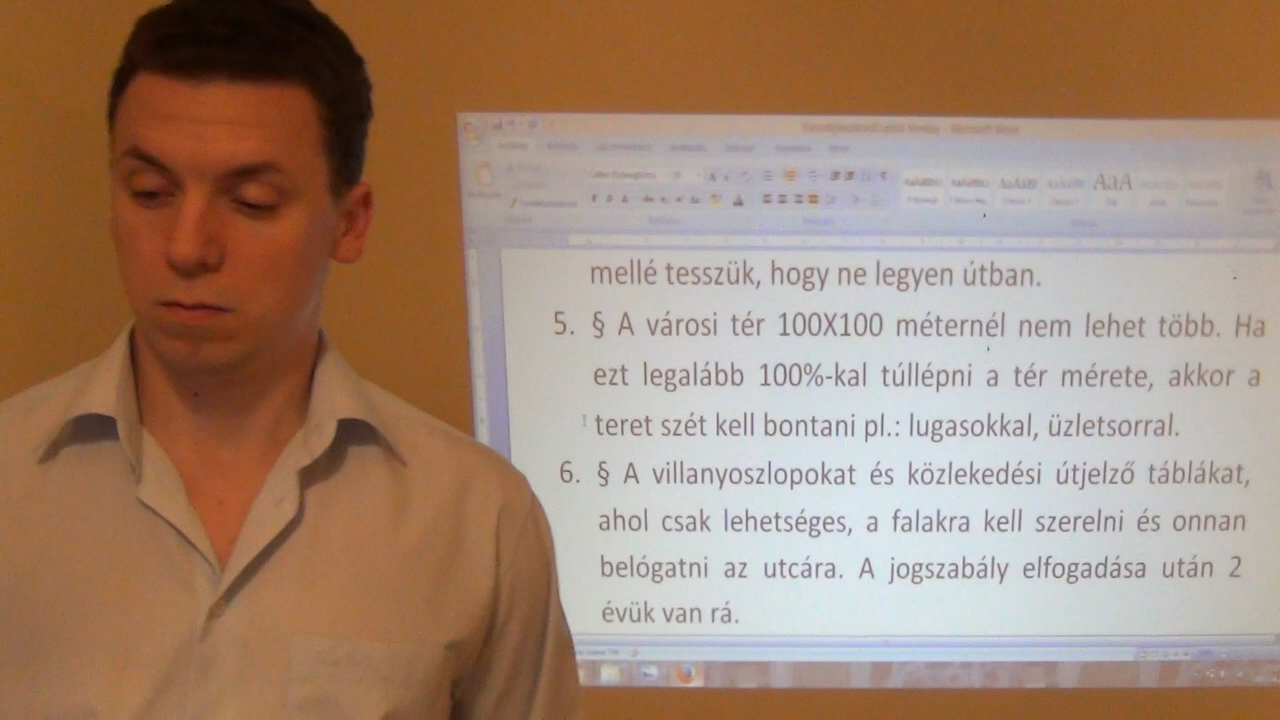 mellé tesszük, hogy ne legyen útban.
5. § A városi tér 100X100 méternél nem lehet több. Ha
ezt legalább 100%-kal túllépni a tér mérete, akkor a
teret szét kell bontani pl.: lugasokkal, üzletsorral.
6. § A villanyoszlopokat és közlekedési útjelző táblákat,
ahol csak lehetséges, a falakra kell szerelni és onnan
belógatni az utcára. A jogszabály elfogadása után 2
évük van rá.